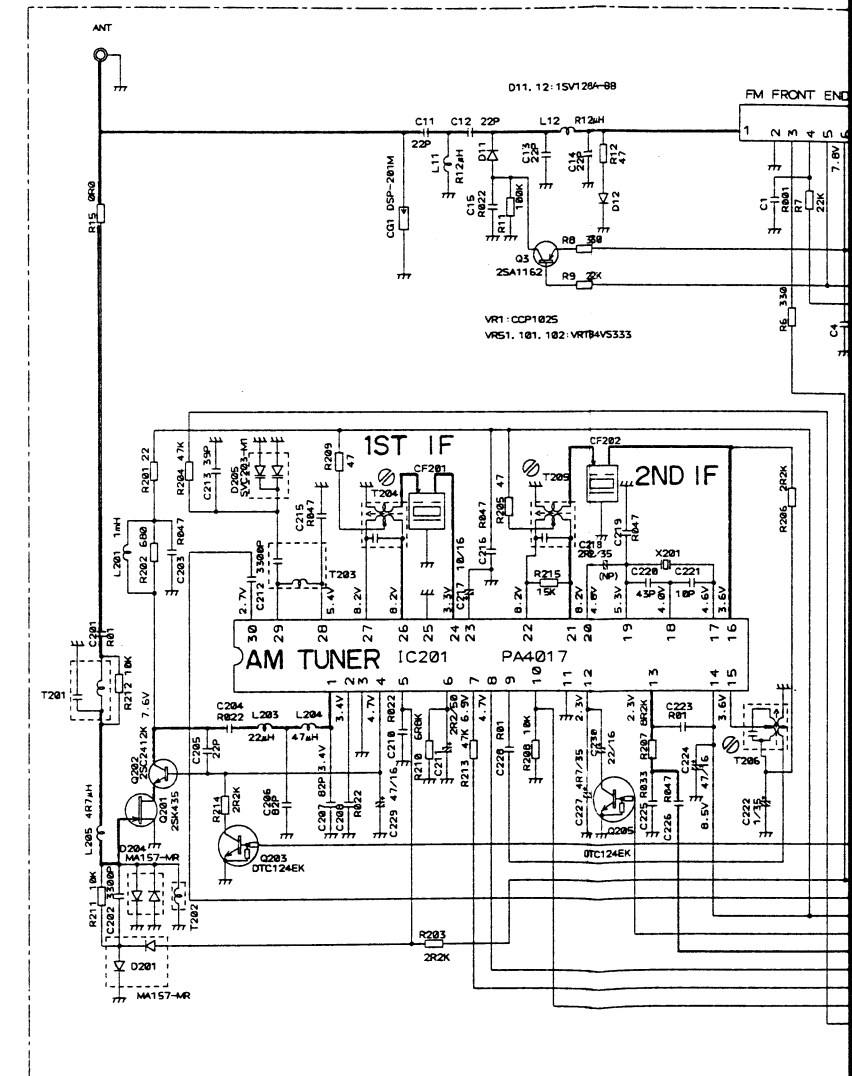 ANT
D11, 12:1SV128A-BB
FM FRONT END
C11
22P
C12 22P
L12 R12μH
L11
R12μH
D11
C13
22P
C14
22P
R12
47
D12
1 2 3 4 5 6
7.8V
R15 0R0
CG1 DSP-201M
C15
R022
R11
100K
C1
R001
R7
22K
Q3
2SA1162
R8 330
R9 22K
R6 330
C4
VR1:CCP102S
VR51, 101, 102:VRTB4VS333
R201 22
R204 47K
C213 39P
D205
SVC203-M1
R209
47
1ST IF
T204
CF201
R205 47
T205
CF202
2ND IF
R206 2R2K
L201 1mH
R202 680
C203
R047
C215
R047
C212 3300P
T203
C216
R047
C217 10/16
C218
2R2/35
(NP)
C219
R047
X201
C220
43P
C221
10P
R215
15K
2.7V 5.4V 8.2V 8.2V 3.3V 8.2V 8.2V 4.0V 5.3V 4.0V 4.6V 3.6V
30 29 28 27 26 25 24 23 22 21 20 19 18 17 16
AM TUNER IC201 PA4017
1 2 3 4 5 6 7 8 9 10 11 12 13 14 15
3.4V 4.7V 6.9V 4.7V 2.3V 2.3V 3.6V
C201
R01
T201
R212 10K
7.6V
C204
R022
L203
22μH
L204
47μH
C205
22P
3.4V
C210 R022
R210 6R8K
C211
2R2/50
R213 47K
C228 R01
R208 10K
C230
22/16
C223
R01
R207 8R2K
C224
47/16
T206
Q202
2SC2412K
Q201
2SK435
R214
2R2K
C206
82P
C207 82P
C208
R022
C229 47/16
C227 4R7/35
Q205
DTC124EK
C225
R033
C226
R047
8.5V
C222
1/35
L205 4R7μH
Q203
DTC124EK
D204
MA157-MR
R211 10K
C202 3300P
T202
R203
2R2K
D201
MA157-MR